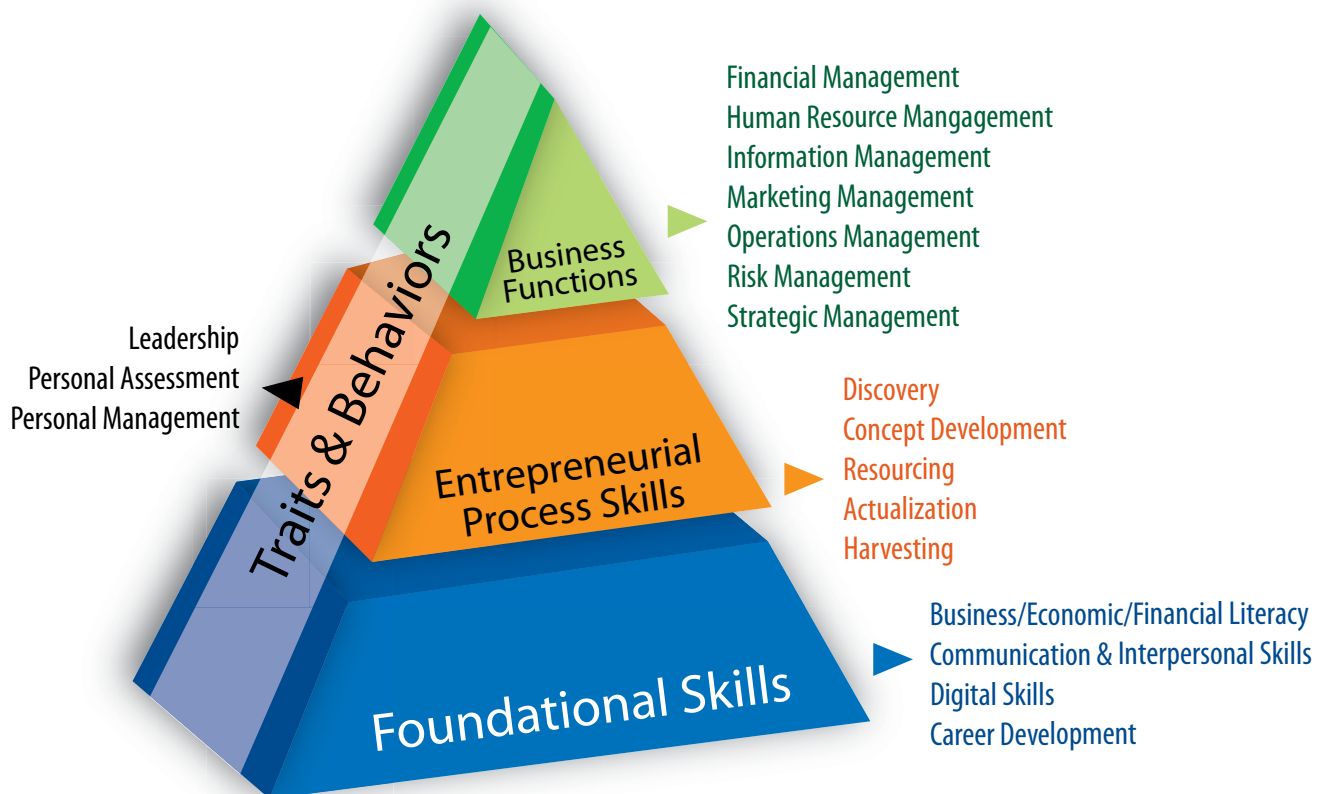 Financial Management
Human Resource Mangagement
Information Management
Marketing Management
Operations Management
Risk Management
Strategic Management
Business
Functions
Traits & Behaviors
Leadership
Personal Assessment
Personal Management
Discovery
Concept Development
Resourcing
Actualization
Harvesting
Entrepreneurial
Process Skills
Business/Economic/Financial Literacy
Communication & Interpersonal Skills
Digital Skills
Career Development
Foundational Skills